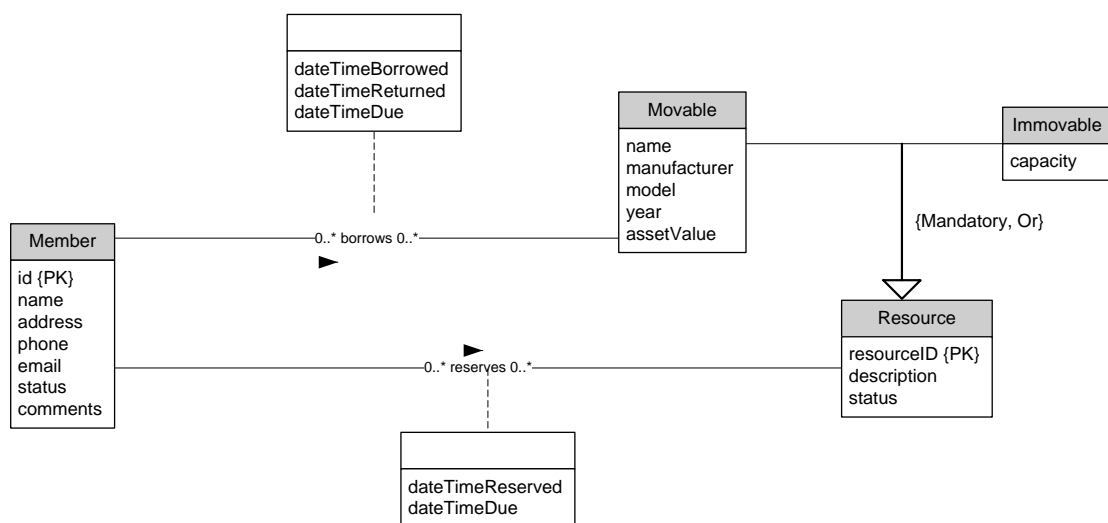 dateTimeBorrowed
dateTimeReturned
dateTimeDue
Movable
name
manufacturer
model
year
assetValue
Immovable
capacity
{Mandatory, Or}
Member
id {PK}
name
address
phone
email
status
comments
0..* borrows 0..*
0..* reserves 0..*
Resource
resourceID {PK}
description
status
dateTimeReserved
dateTimeDue